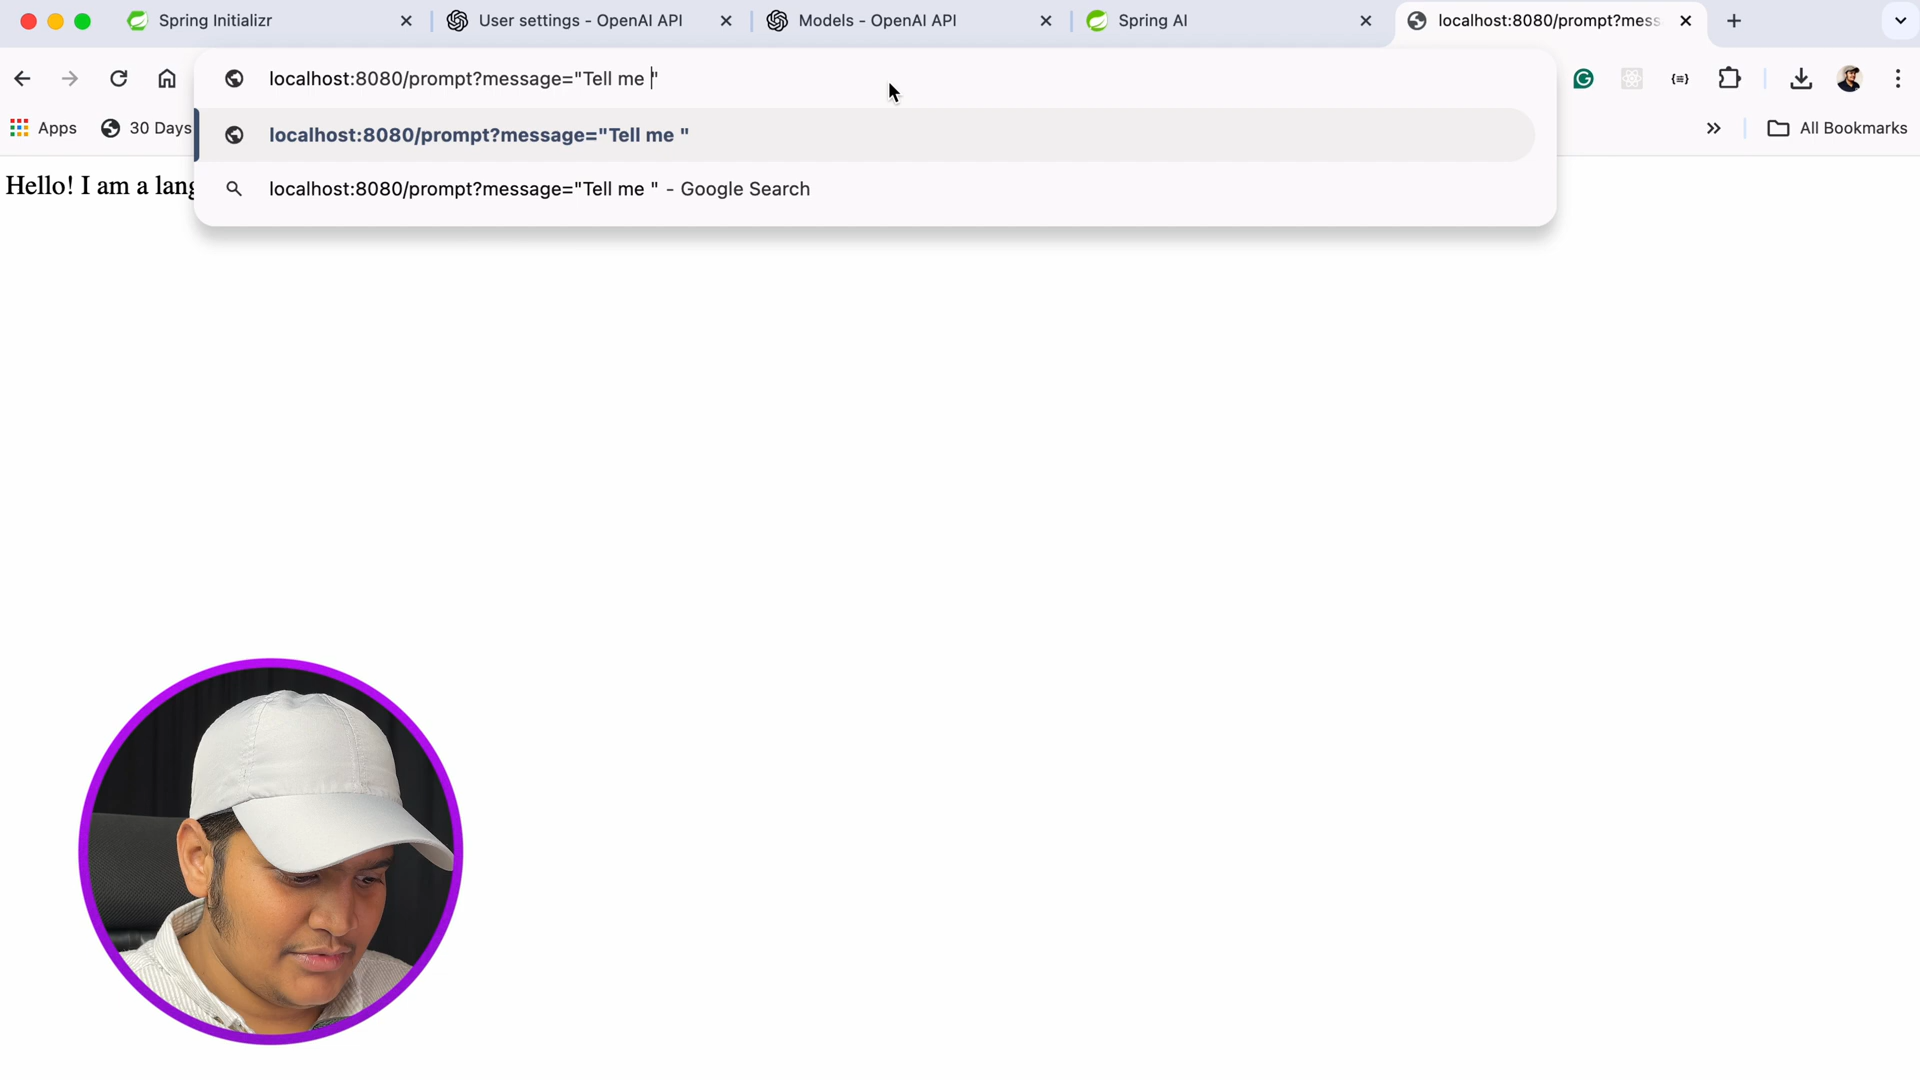 Spring Initializr
User settings - OpenAI API
Models - OpenAI API
Spring AI
localhost:8080/prompt?mess
localhost:8080/prompt?message="Tell me "
Apps
30 Days
All Bookmarks
localhost:8080/prompt?message="Tell me "
localhost:8080/prompt?message="Tell me " - Google Search
Hello! I am a lang